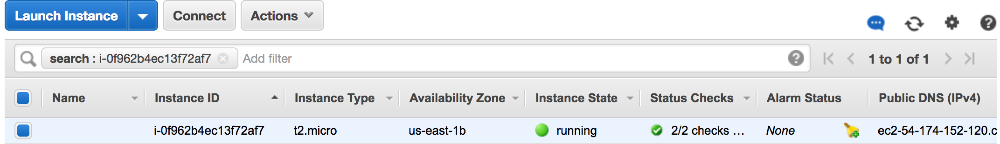 Launch Instance Connect Actions
search : i-0f962b4ec13f72af7 Add filter ? 1 to 1 of 1
Name Instance ID Instance Type Availability Zone Instance State Status Checks Alarm Status Public DNS (IPv4)
i-0f962b4ec13f72af7 t2.micro us-east-1b running 2/2 checks ... None ec2-54-174-152-120.c